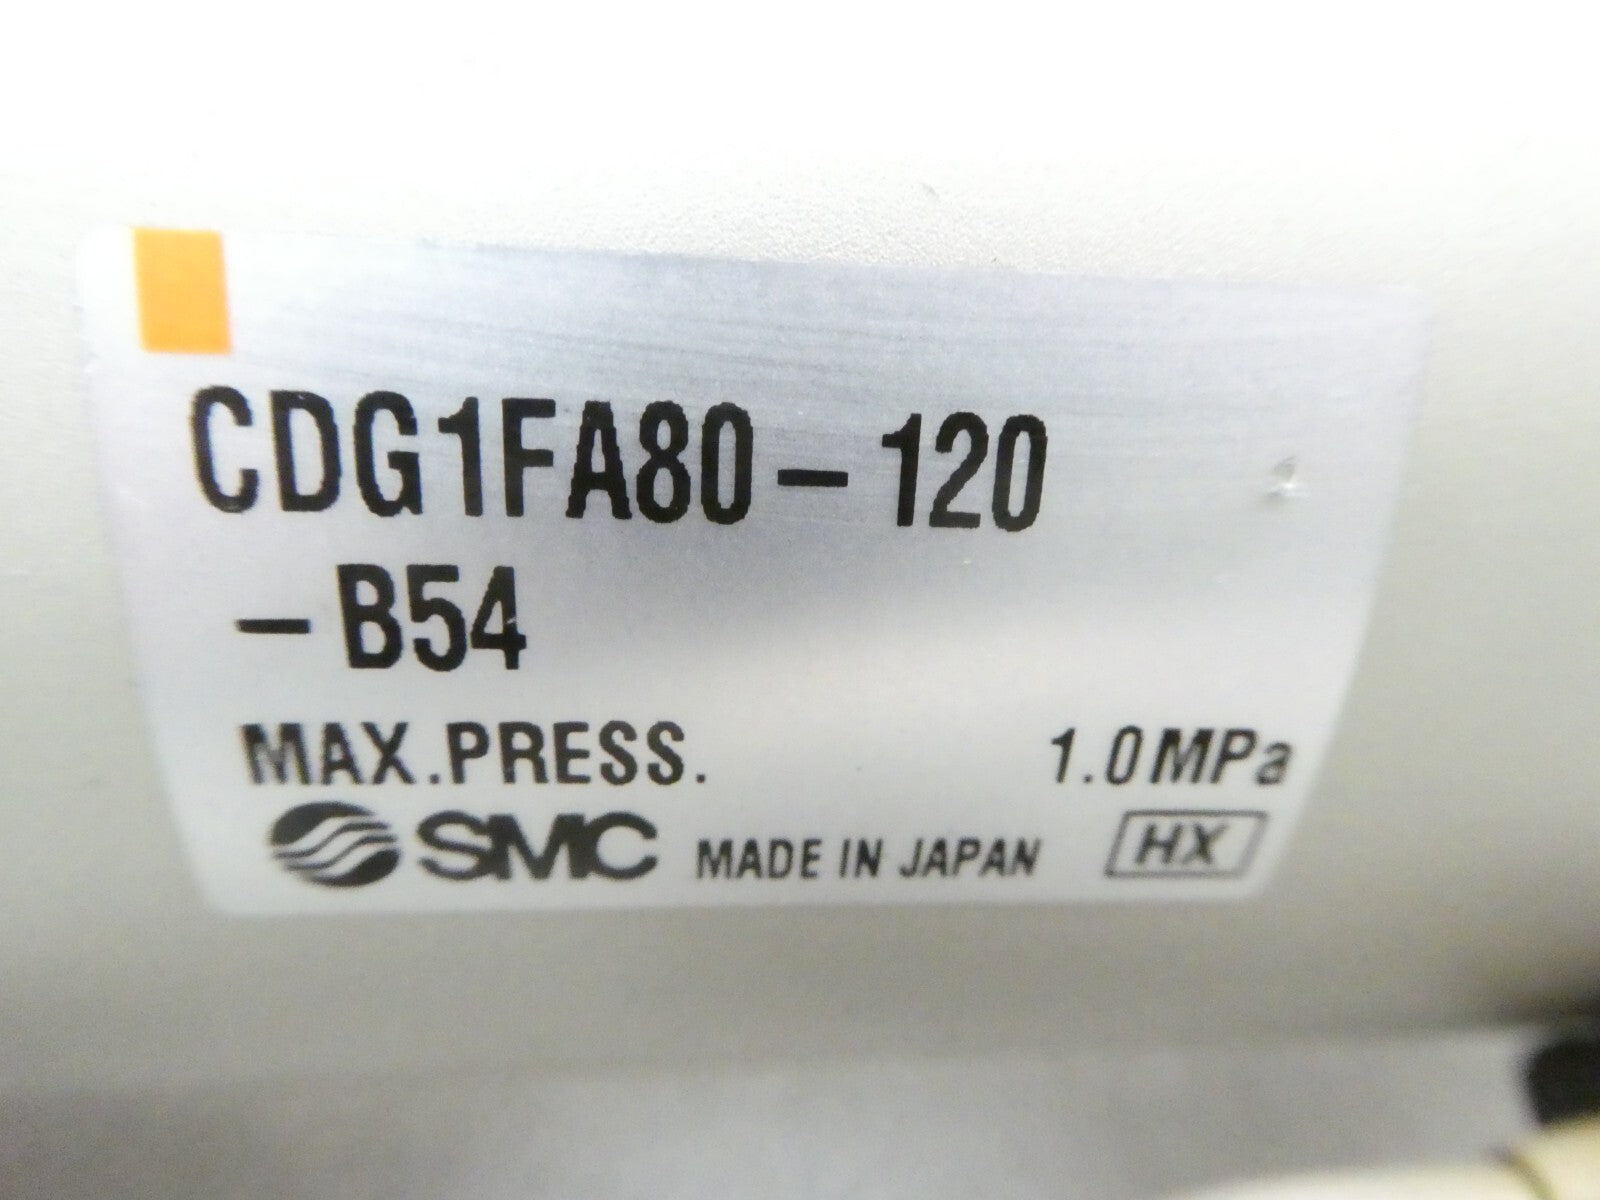 CDG1FA80-120
-B54
MAX.PRESS. 1.0MPa
SMC MADE IN JAPAN HX